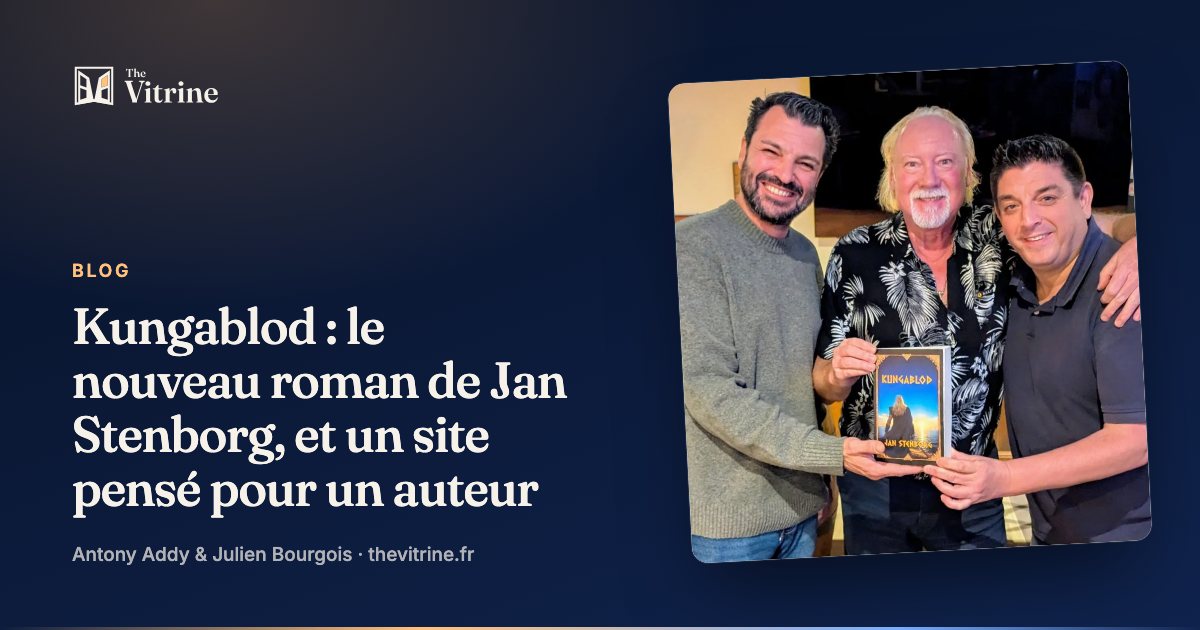 The
Vitrine
BLOG
Kungablod : le
nouveau roman de Jan
Stenborg, et un site
pensé pour un auteur
Antony Addy & Julien Bourgois · thevitrine.fr
KUNGABLOD
JAN STENBORG